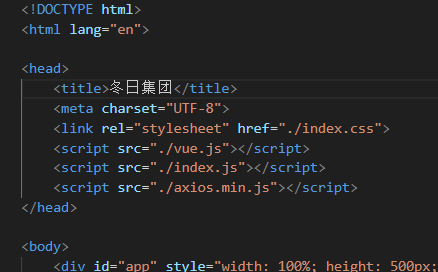 <!DOCTYPE html>
<html lang="en">
<head>
<title>冬日集团</title>
<meta charset="UTF-8">
<link rel="stylesheet" href="./index.css">
<script src="./vue.js"></script>
<script src="./index.js"></script>
<script src="./axios.min.js"></script>
</head>
<body>
<div id="app" style="width: 100%; height: 500px;